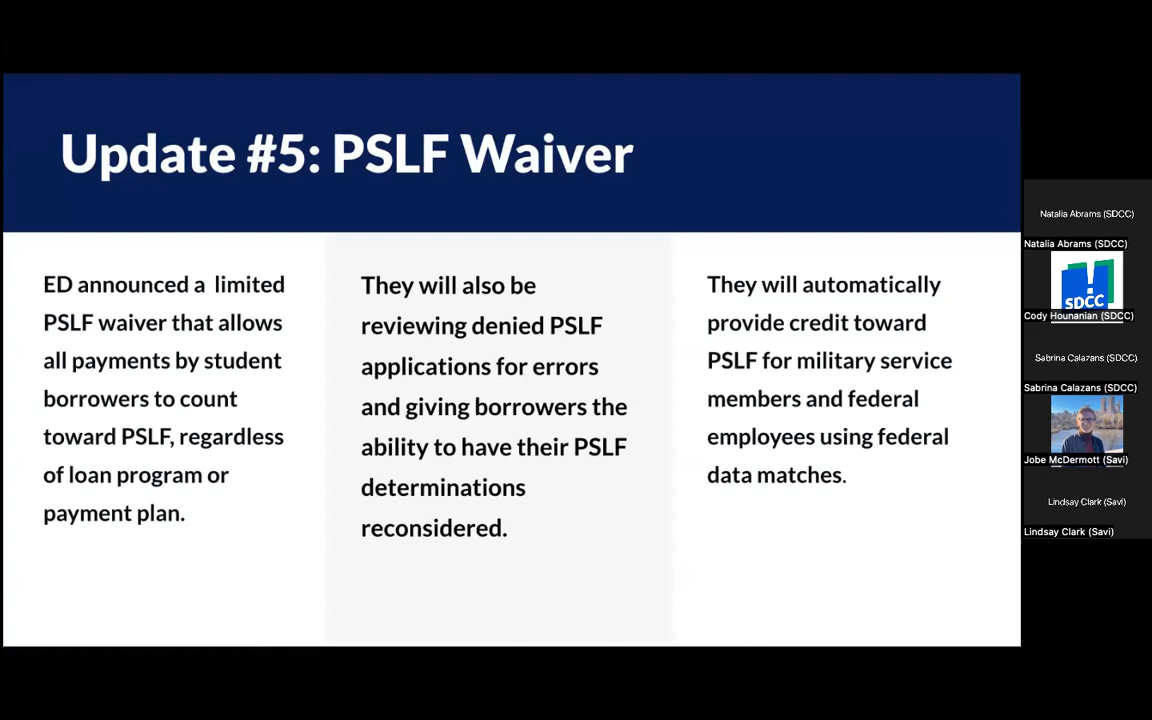 Update #5: PSLF Waiver
ED announced a limited
PSLF waiver that allows
all payments by student
borrowers to count
toward PSLF, regardless
of loan program or
payment plan.
They will also be
reviewing denied PSLF
applications for errors
and giving borrowers the
ability to have their PSLF
determinations
reconsidered.
They will automatically
provide credit toward
PSLF for military service
members and federal
employees using federal
data matches.
Natalia Abrams (SDCC)
Natalia Abrams (SDCC)
SDCC
Cody Hounanian (SDCC)
Sabrina Calazans (SDCC)
Sabrina Calazans (SDCC)
Jobe McDermott (Savi)
Lindsay Clark (Savi)
Lindsay Clark (Savi)